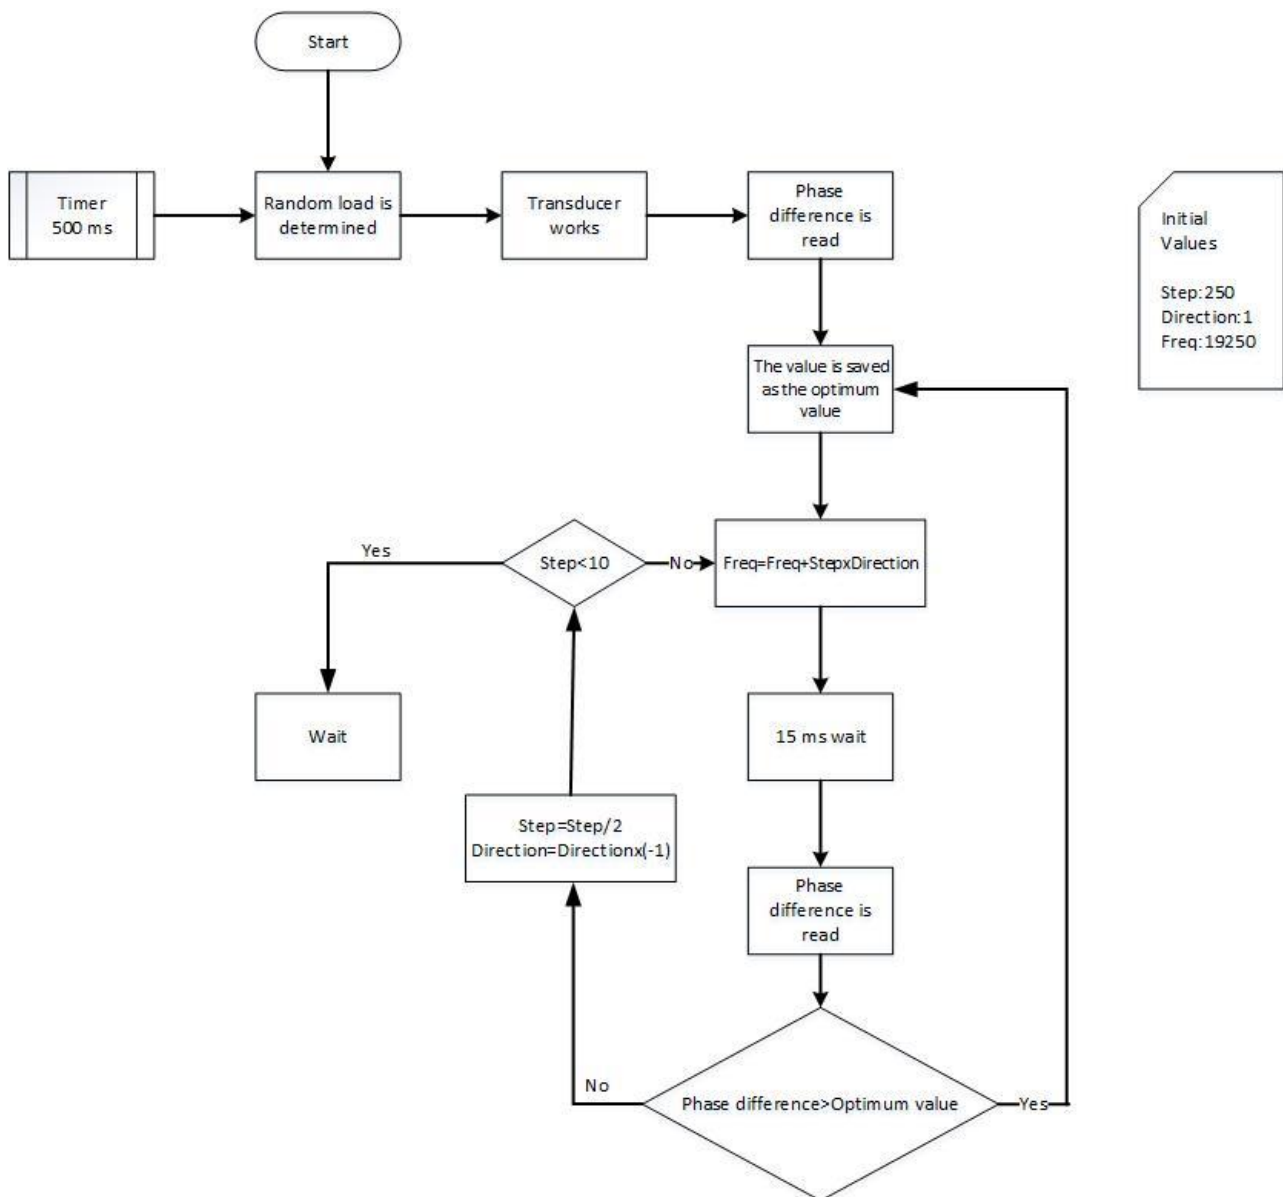 Start
Timer
500 ms
Random load is
determined
Transducer
works
Phase
difference is
read
Initial
Values
Step:250
Direction:1
Freq:19250
The value is saved
as the optimum
value
Yes
Step<10
No
Freq=Freq+StepxDirection
Wait
15 ms wait
Step=Step/2
Direction=Directionx(-1)
Phase
difference is
read
No
Phase difference>Optimum value
Yes